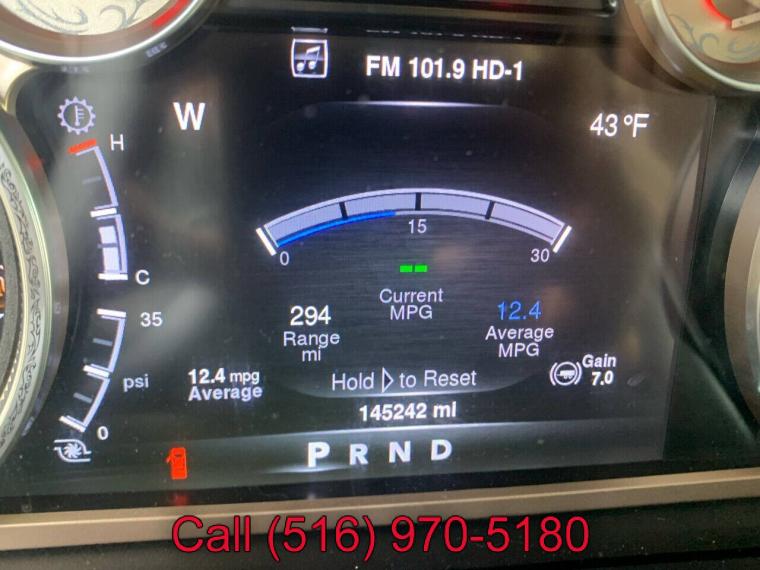 FM 101.9 HD-1
W
43 °F
H
C
0
15
30
Current
MPG
294
Range
mi
12.4
Average
MPG
35
psi
0
12.4 mpg
Average
Hold ▷ to Reset
Gain
7.0
145242 mi
P R N D
Call (516) 970-5180